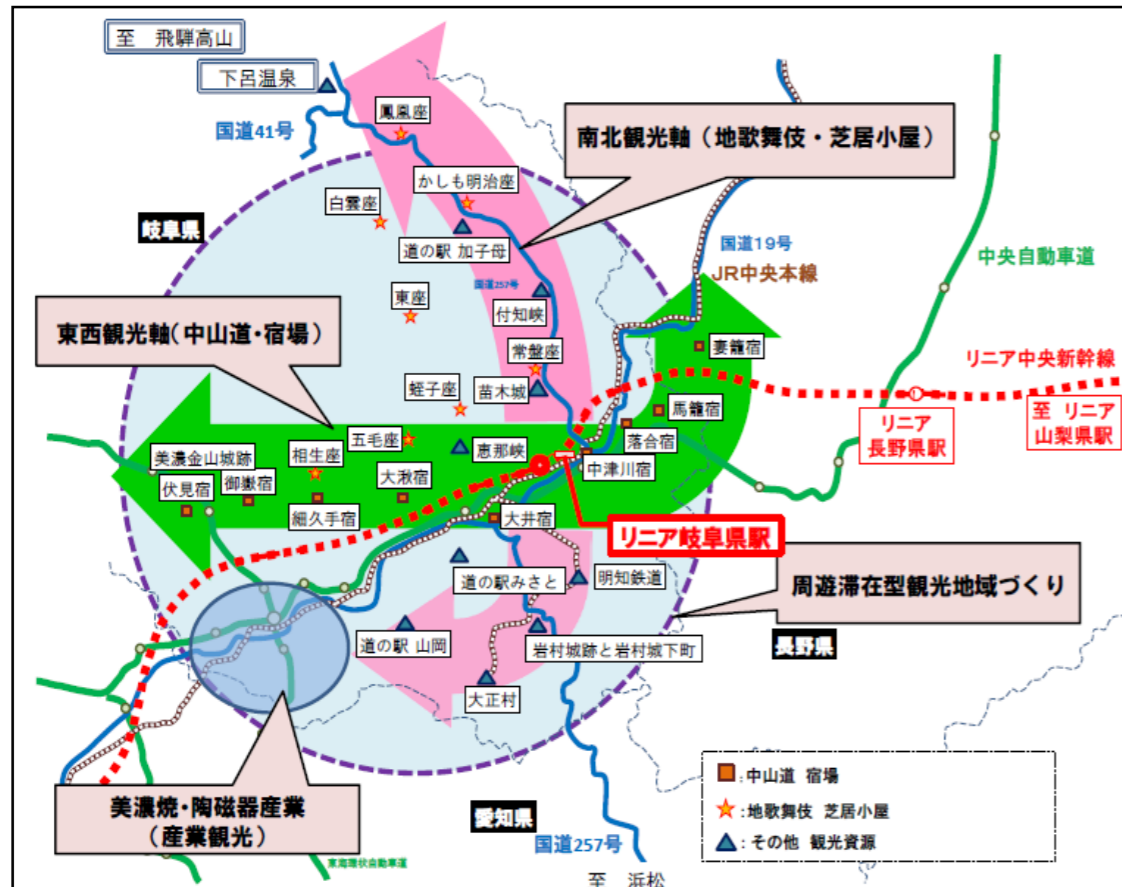 至 飛騨高山
下呂温泉
国道41号
鳳凰座
南北観光軸（地歌舞伎・芝居小屋）
かしも明治座
白雲座
岐阜県
道の駅 加子母
国道19号
JR中央本線
中央自動車道
国道257号
東座
付知峡
東西観光軸（中山道・宿場）
常盤座
妻籠宿
リニア中央新幹線
蛭子座
苗木城
馬籠宿
リニア
長野県駅
至 リニア
山梨県駅
落合宿
五毛座
恵那峡
美濃金山城跡
相生座
中津川宿
伏見宿
御嶽宿
大湫宿
細久手宿
大井宿
リニア岐阜県駅
道の駅みさと
明知鉄道
周遊滞在型観光地域づくり
道の駅 山岡
岩村城跡と岩村城下町
長野県
大正村
美濃焼・陶磁器産業
（産業観光）
愛知県
国道257号
東海環状自動車道
至 浜松
：中山道 宿場
：地歌舞伎 芝居小屋
：その他 観光資源